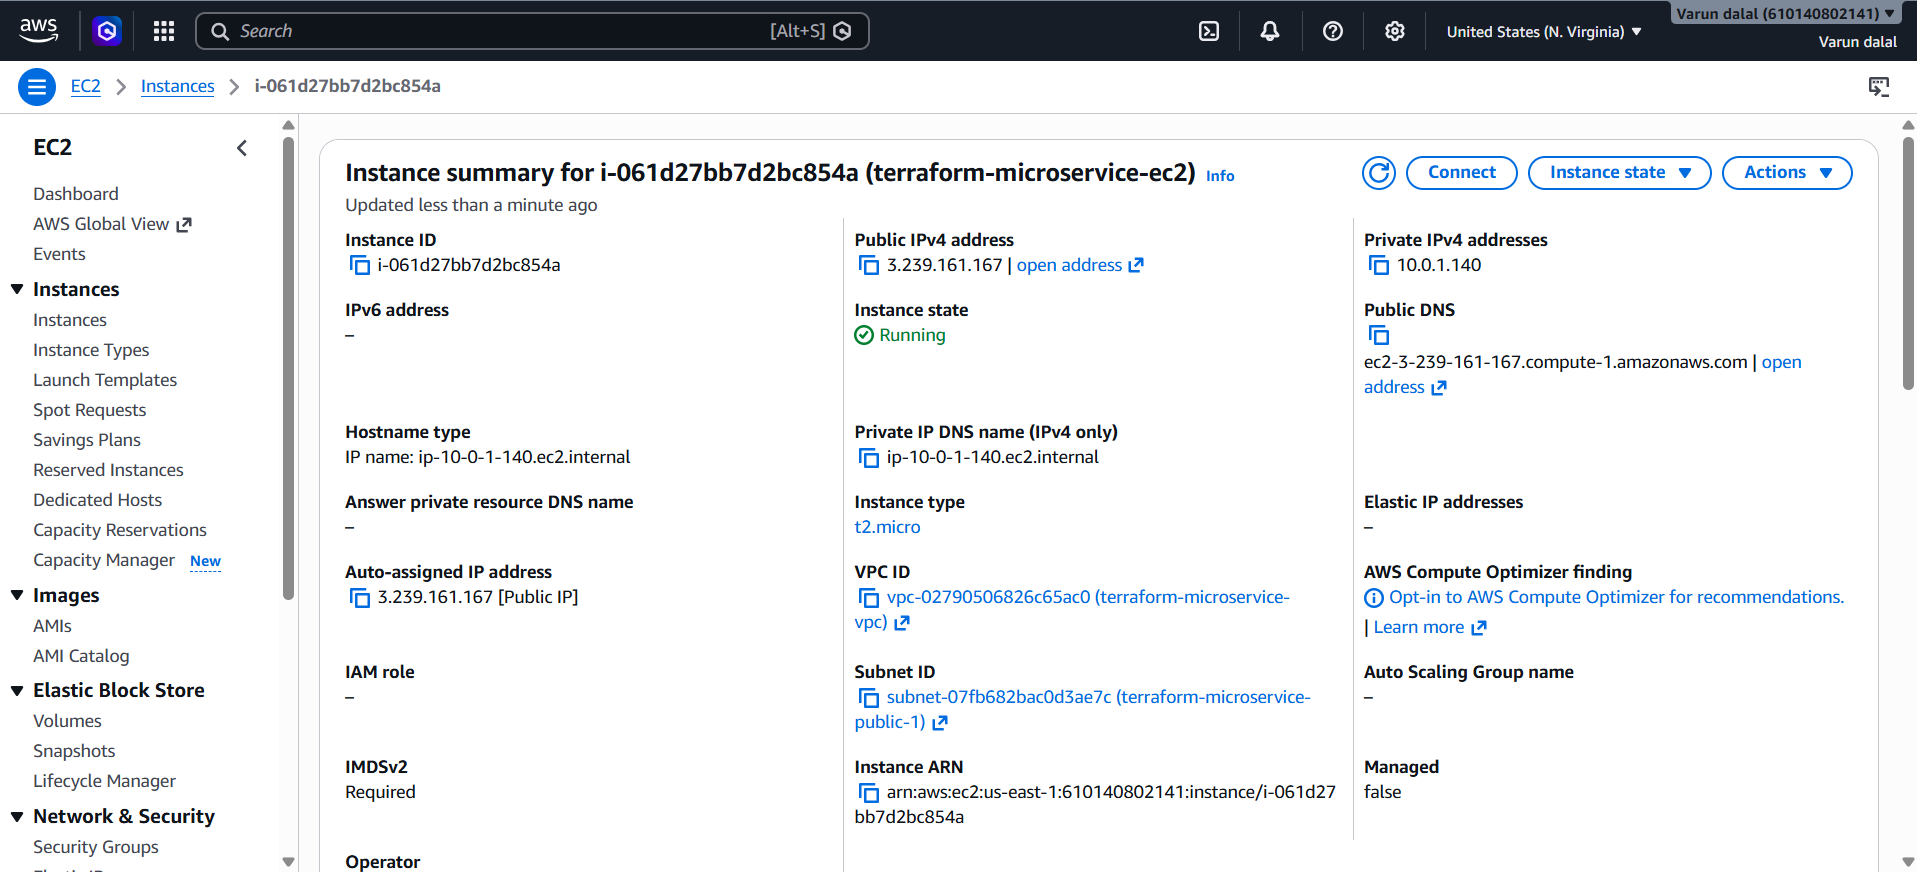 aws
Search
[Alt+S]
United States (N. Virginia)
Varun dalal (610140802141)
Varun dalal
EC2
Instances
i-061d27bb7d2bc854a
EC2
Dashboard
AWS Global View
Events
Instances
Instances
Instance Types
Launch Templates
Spot Requests
Savings Plans
Reserved Instances
Dedicated Hosts
Capacity Reservations
Capacity Manager New
Images
AMIs
AMI Catalog
Elastic Block Store
Volumes
Snapshots
Lifecycle Manager
Network & Security
Security Groups
Instance summary for i-061d27bb7d2bc854a (terraform-microservice-ec2) Info
Connect
Instance state
Actions
Updated less than a minute ago
Instance ID
i-061d27bb7d2bc854a
Public IPv4 address
3.239.161.167 | open address
Private IPv4 addresses
10.0.1.140
IPv6 address
–
Instance state
Running
Public DNS
ec2-3-239-161-167.compute-1.amazonaws.com | open
address
Hostname type
IP name: ip-10-0-1-140.ec2.internal
Private IP DNS name (IPv4 only)
ip-10-0-1-140.ec2.internal
Answer private resource DNS name
–
Instance type
t2.micro
Elastic IP addresses
–
Auto-assigned IP address
3.239.161.167 [Public IP]
VPC ID
vpc-02790506826c65ac0 (terraform-microservice-
vpc)
AWS Compute Optimizer finding
Opt-in to AWS Compute Optimizer for recommendations.
| Learn more
IAM role
–
Subnet ID
subnet-07fb682bac0d3ae7c (terraform-microservice-
public-1)
Auto Scaling Group name
–
IMDSv2
Required
Instance ARN
arn:aws:ec2:us-east-1:610140802141:instance/i-061d27
bb7d2bc854a
Managed
false
Operator